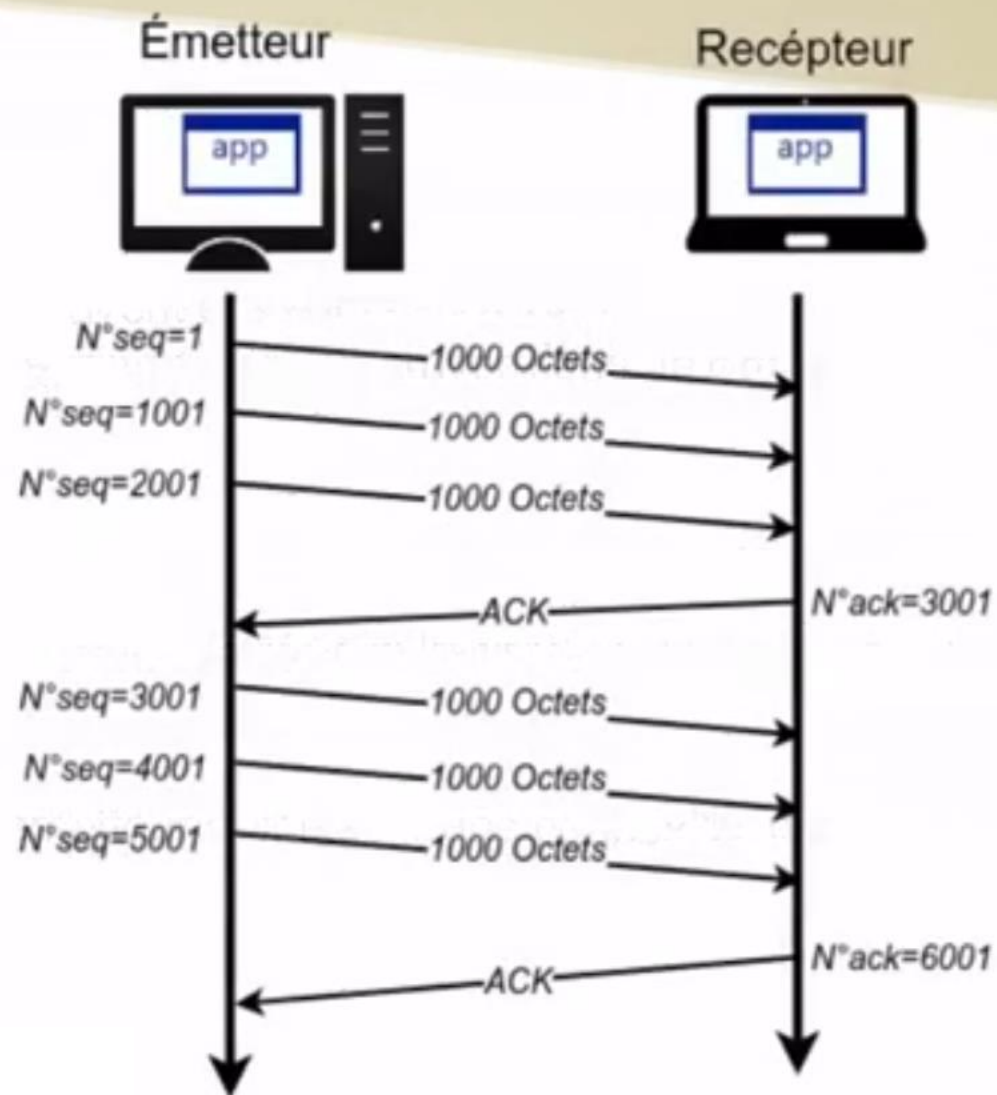 Émetteur
Recépteur
app
app
N°seq=1
1000 Octets
N°seq=1001
1000 Octets
N°seq=2001
1000 Octets
ACK
N°ack=3001
N°seq=3001
1000 Octets
N°seq=4001
1000 Octets
N°seq=5001
1000 Octets
N°ack=6001
ACK